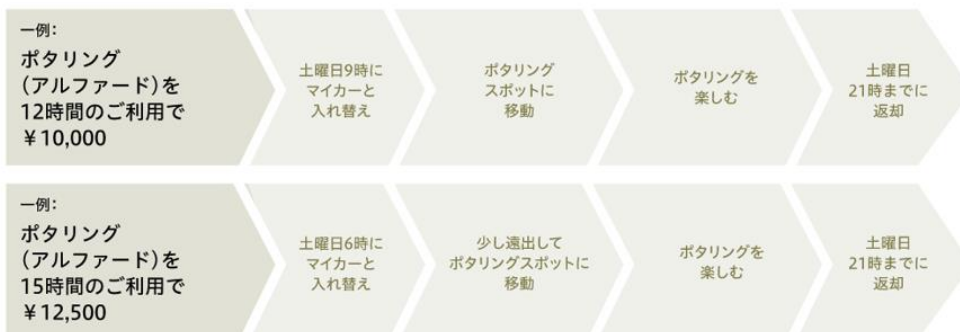 一例：
ポタリング
（アルファード）を
12時間のご利用で
￥10,000
土曜日9時に
マイカーと
入れ替え
ポタリング
スポットに
移動
ポタリングを
楽しむ
土曜日
21時までに
返却
一例：
ポタリング
（アルファード）を
15時間のご利用で
￥12,500
土曜日6時に
マイカーと
入れ替え
少し遠出して
ポタリングスポットに
移動
ポタリングを
楽しむ
土曜日
21時までに
返却